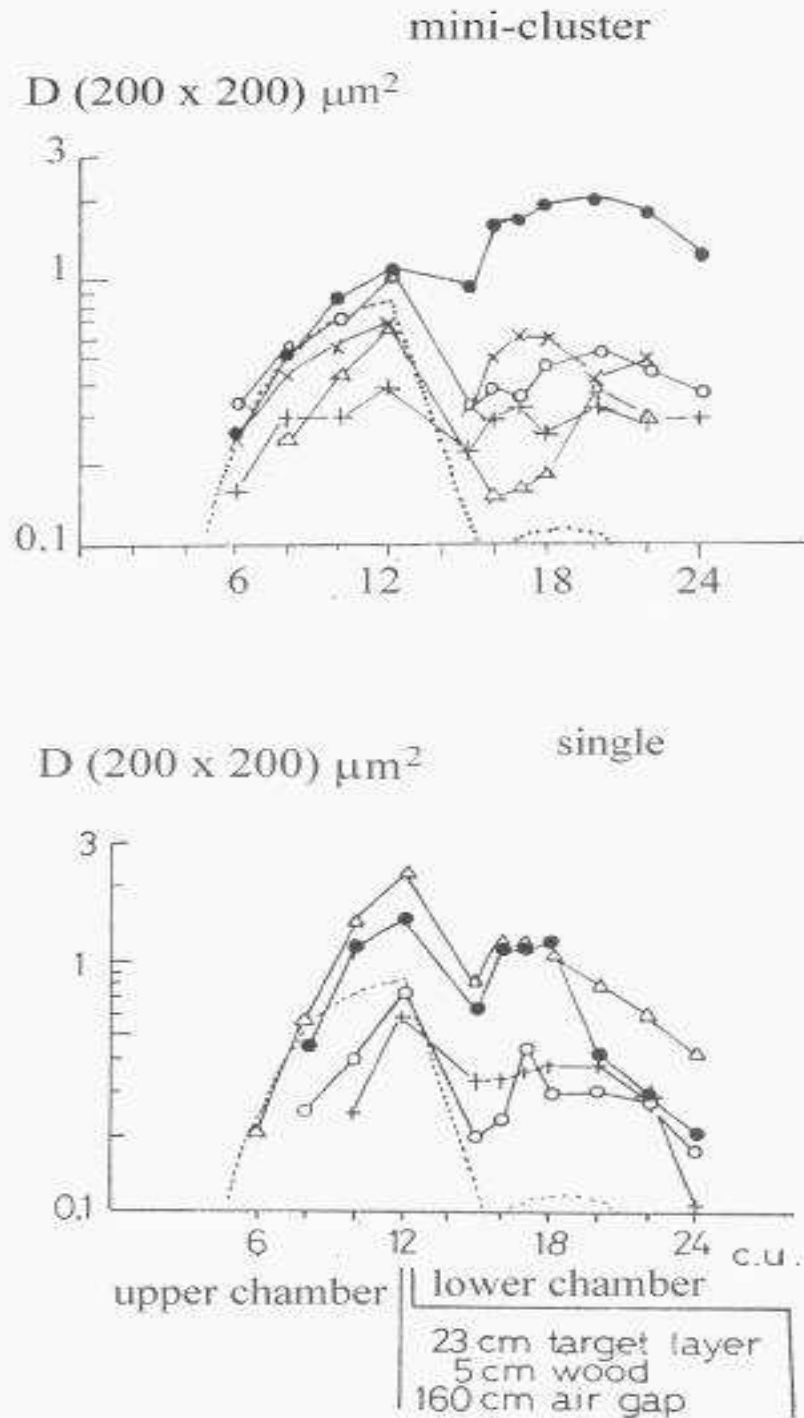 mini-cluster
D (200 x 200) μm²
3
1
0.1
6 12 18 24
single
D (200 x 200) μm²
3
1
0.1
6 12 18 24 c.u.
upper chamber lower chamber
23 cm target layer
5 cm wood
160 cm air gap